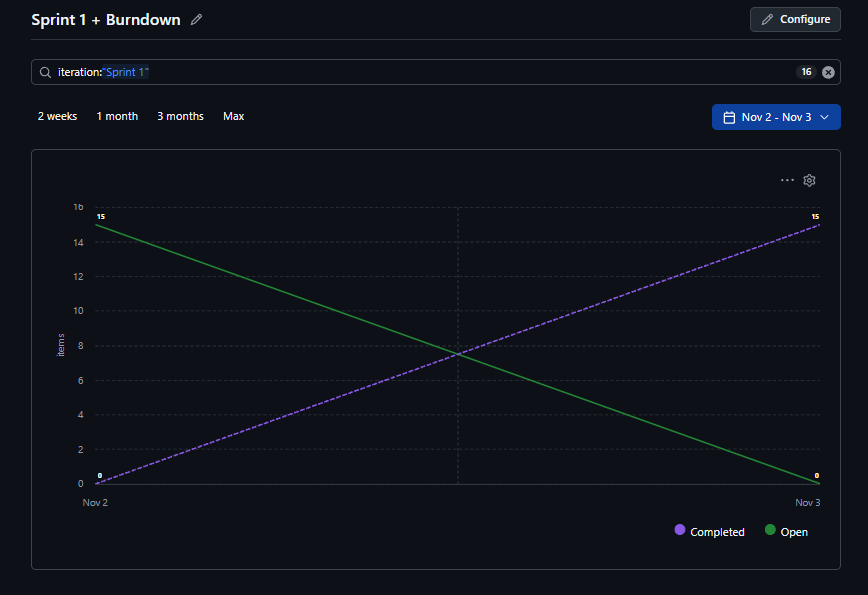 Sprint 1 + Burndown
Configure
iteration:"Sprint 1"
16
2 weeks 1 month 3 months Max
Nov 2 - Nov 3
16
14
12
10
8
6
4
2
0
items
15
15
0
0
Nov 2
Nov 3
Completed
Open